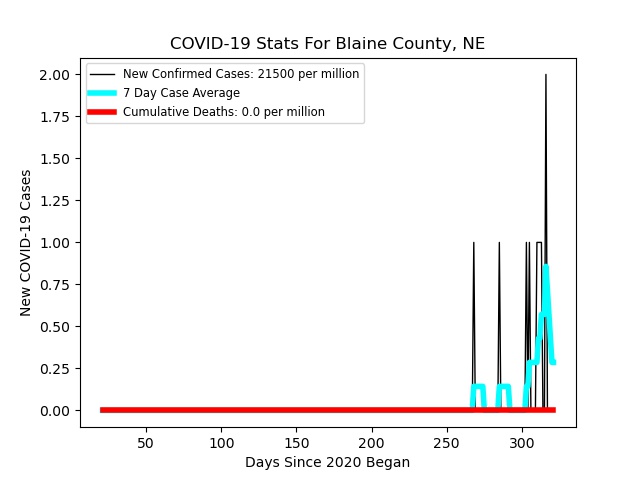 COVID-19 Stats For Blaine County, NE
New Confirmed Cases: 21500 per million
7 Day Case Average
Cumulative Deaths: 0.0 per million
New COVID-19 Cases
2.00
1.75
1.50
1.25
1.00
0.75
0.50
0.25
0.00
50 100 150 200 250 300
Days Since 2020 Began